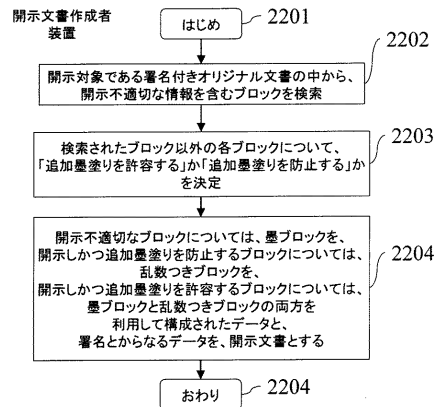 開示文書作成者
装置
はじめ
2201
2202
開示対象である署名付きオリジナル文書の中から、
開示不適切な情報を含むブロックを検索
2203
検索されたブロック以外の各ブロックについて、
「追加墨塗りを許容する」か「追加墨塗りを防止する」か
を決定
2204
開示不適切なブロックについては、墨ブロックを、
開示しかつ追加墨塗りを防止するブロックについては、
乱数つきブロックを、
開示しかつ追加墨塗りを許容するブロックについては、
墨ブロックと乱数つきブロックの両方を
利用して構成されたデータと、
署名とからなるデータを、開示文書とする
おわり
2204